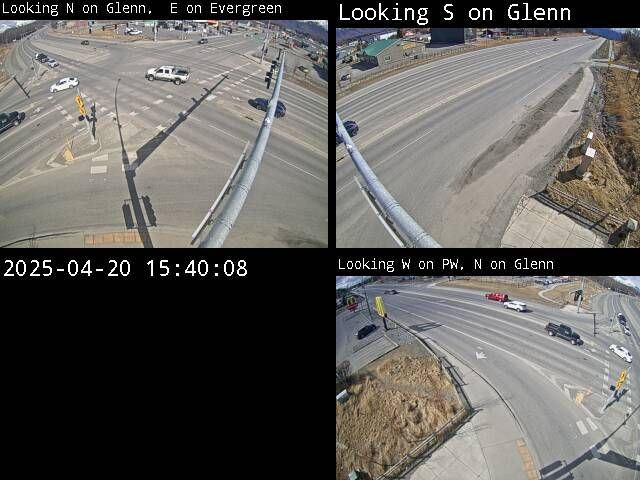 Looking N on Glenn,  E on Evergreen
Looking S on Glenn
2025-04-20 15:40:08
Looking W on PW, N on Glenn